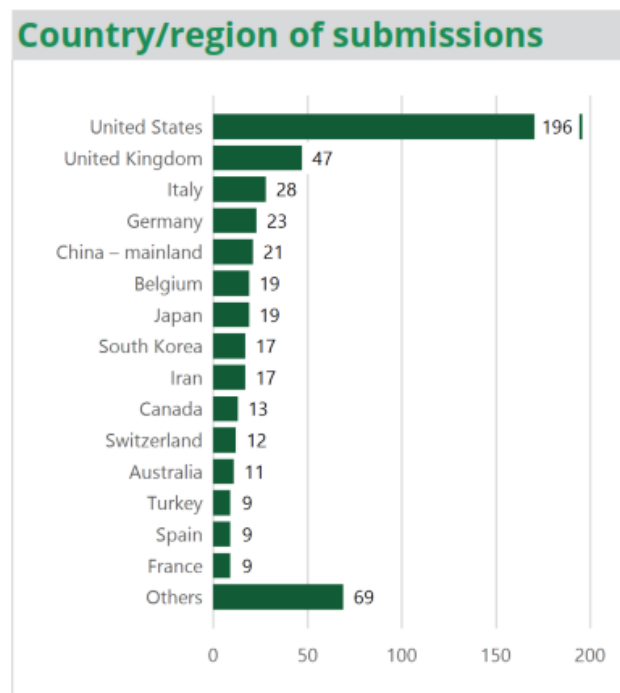 Country/region of submissions
United States 196
United Kingdom 47
Italy 28
Germany 23
China – mainland 21
Belgium 19
Japan 19
South Korea 17
Iran 17
Canada 13
Switzerland 12
Australia 11
Turkey 9
Spain 9
France 9
Others 69
0 50 100 150 200